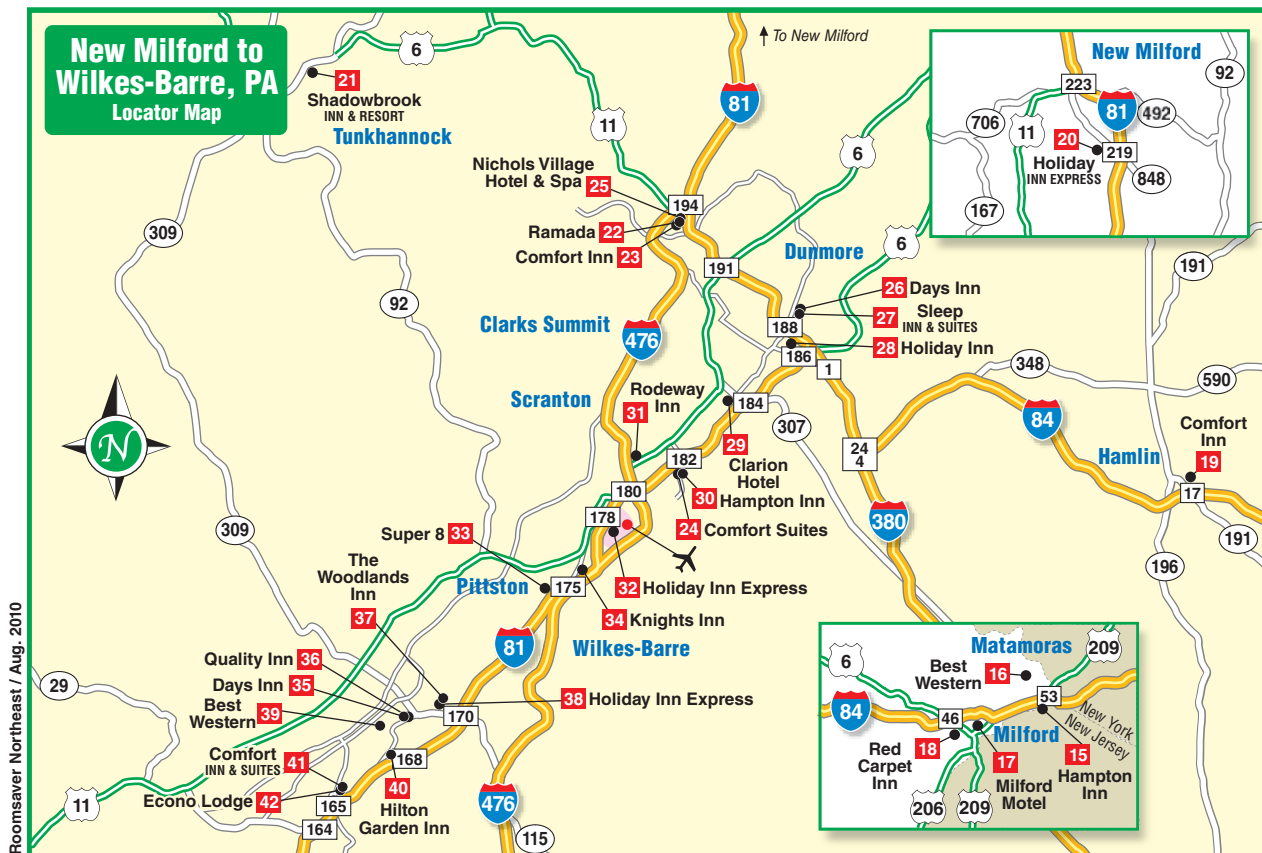 New Milford to
Wilkes-Barre, PA
Locator Map
To New Milford
6
21
Shadowbrook
INN & RESORT
Tunkhannock
11
81
6
Nichols Village
Hotel & Spa
25
194
Ramada 22
Comfort Inn 23
191
Dunmore
6
309
92
Clarks Summit
476
26 Days Inn
27 Sleep
INN & SUITES
188
28 Holiday Inn
186
1
Scranton
Rodeway
Inn
31
184
307
348
590
84
24
4
29
Clarion
Hotel
182
30 Hampton Inn
24 Comfort Suites
180
178
380
Hamlin
Comfort
Inn
19
17
191
191
196
N
309
Super 8 33
The
Woodlands
Inn
37
Pittston
175
32 Holiday Inn Express
34 Knights Inn
Wilkes-Barre
81
Quality Inn 36
Days Inn 35
Best
Western 39
38 Holiday Inn Express
170
29
Comfort
INN & SUITES 41
Econo Lodge 42
168
40
Hilton
Garden Inn
165
164
11
476
115
New Milford
223
92
81
492
706
11
20
Holiday
INN EXPRESS
219
848
167
Matamoras
209
6
Best
Western 16
53
84
46
New York
New Jersey
Milford
18
Red
Carpet
Inn
17
Milford
Motel
15
Hampton
Inn
206
209
Roomsaver Northeast / Aug. 2010